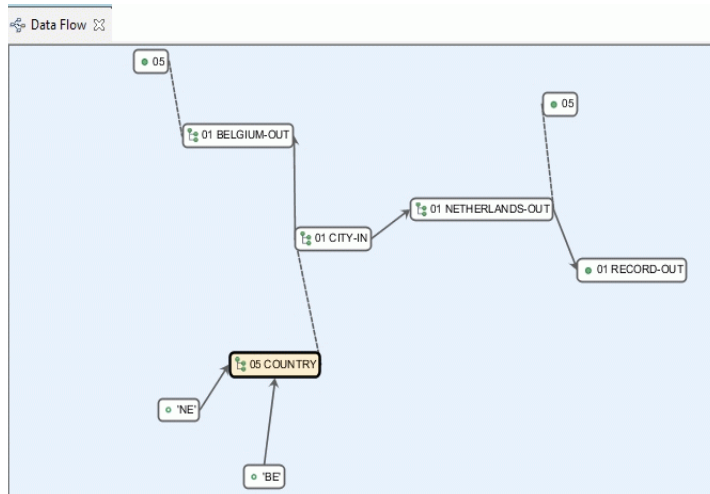 Data Flow
05
05
01 BELGIUM-OUT
01 NETHERLANDS-OUT
01 CITY-IN
01 RECORD-OUT
05 COUNTRY
'NE'
'BE'